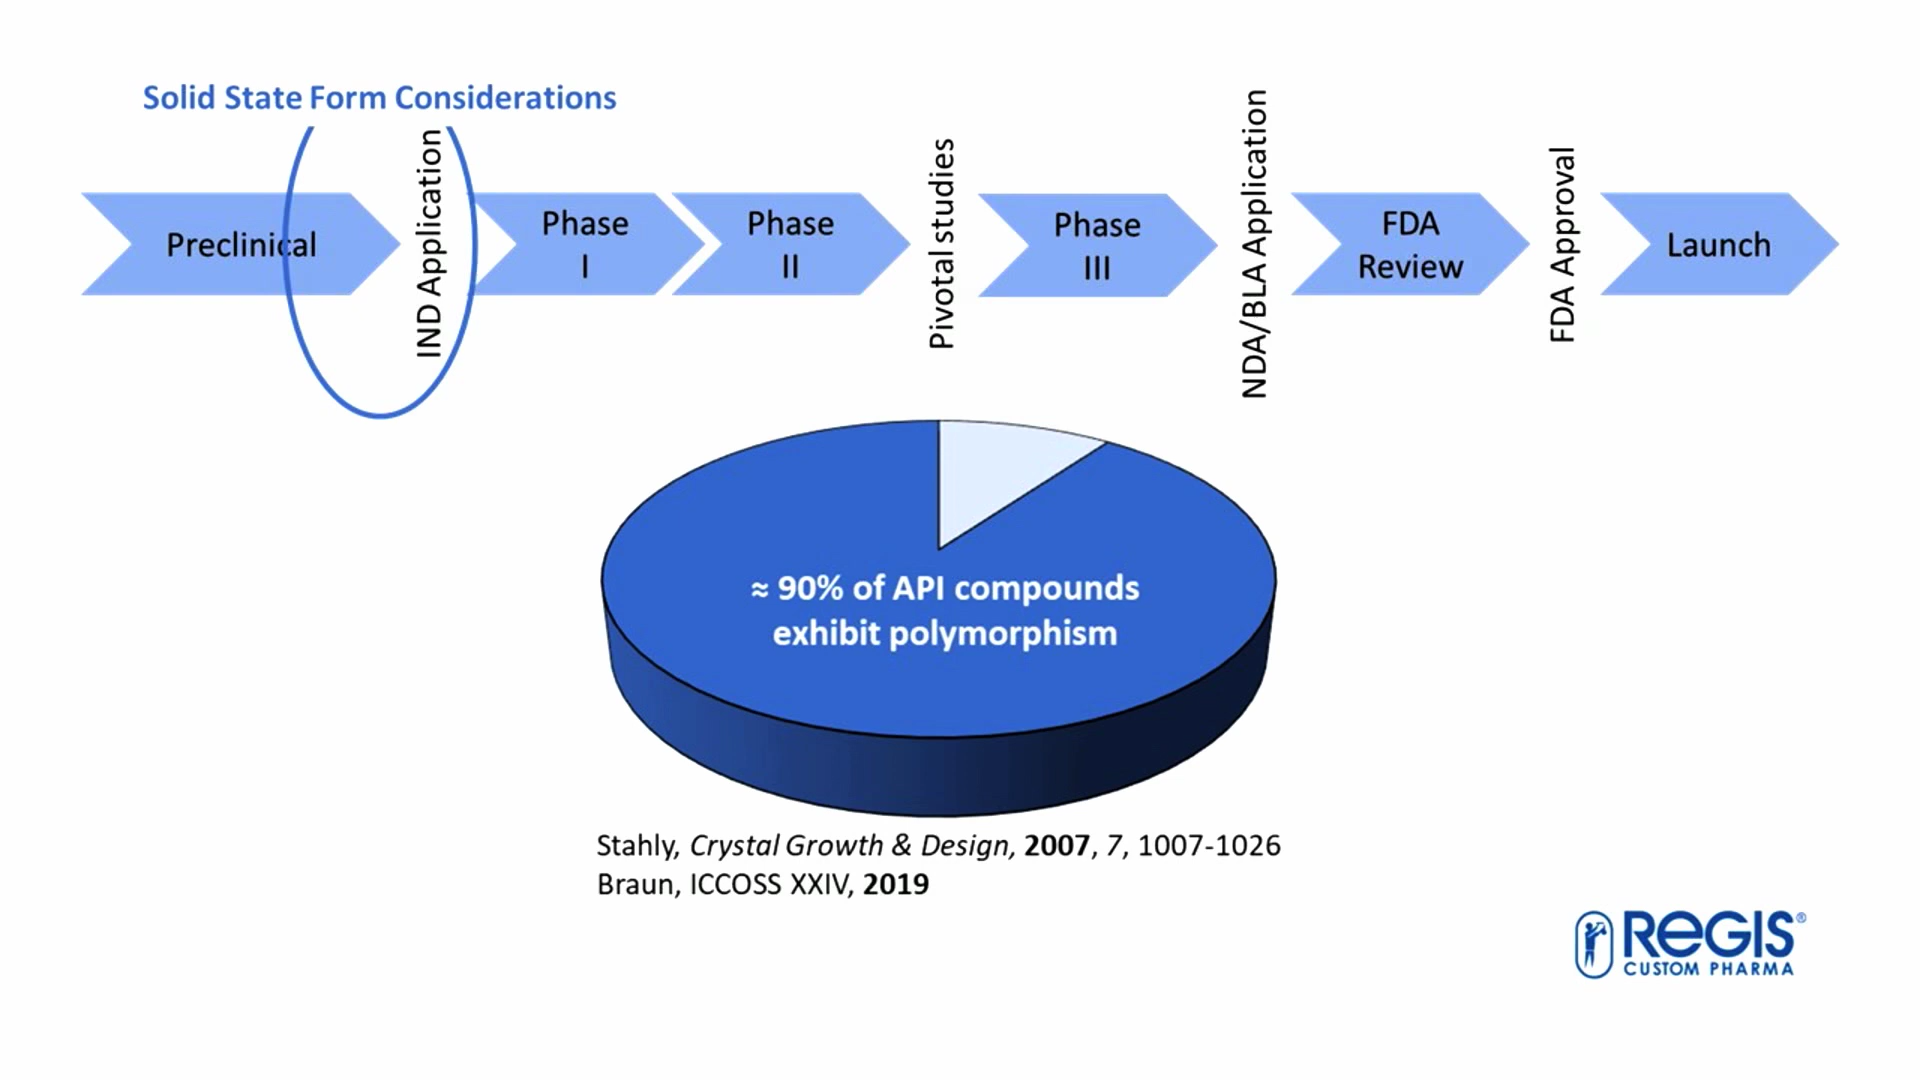 Solid State Form Considerations
Preclinical
IND Application
Phase
I
Phase
II
Pivotal studies
Phase
III
NDA/BLA Application
FDA
Review
FDA Approval
Launch
≈ 90% of API compounds
exhibit polymorphism
Stahly, Crystal Growth & Design, 2007, 7, 1007-1026
Braun, ICCOSS XXIV, 2019
ReGIS®
CUSTOM PHARMA